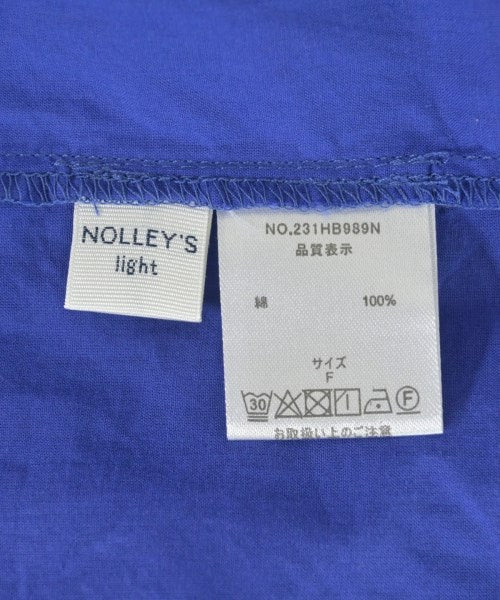 NOLLEY'S
light
NO.231HB989N
品質表示
綿 100%
サイズ
F
30 F
お取扱い上のご注意